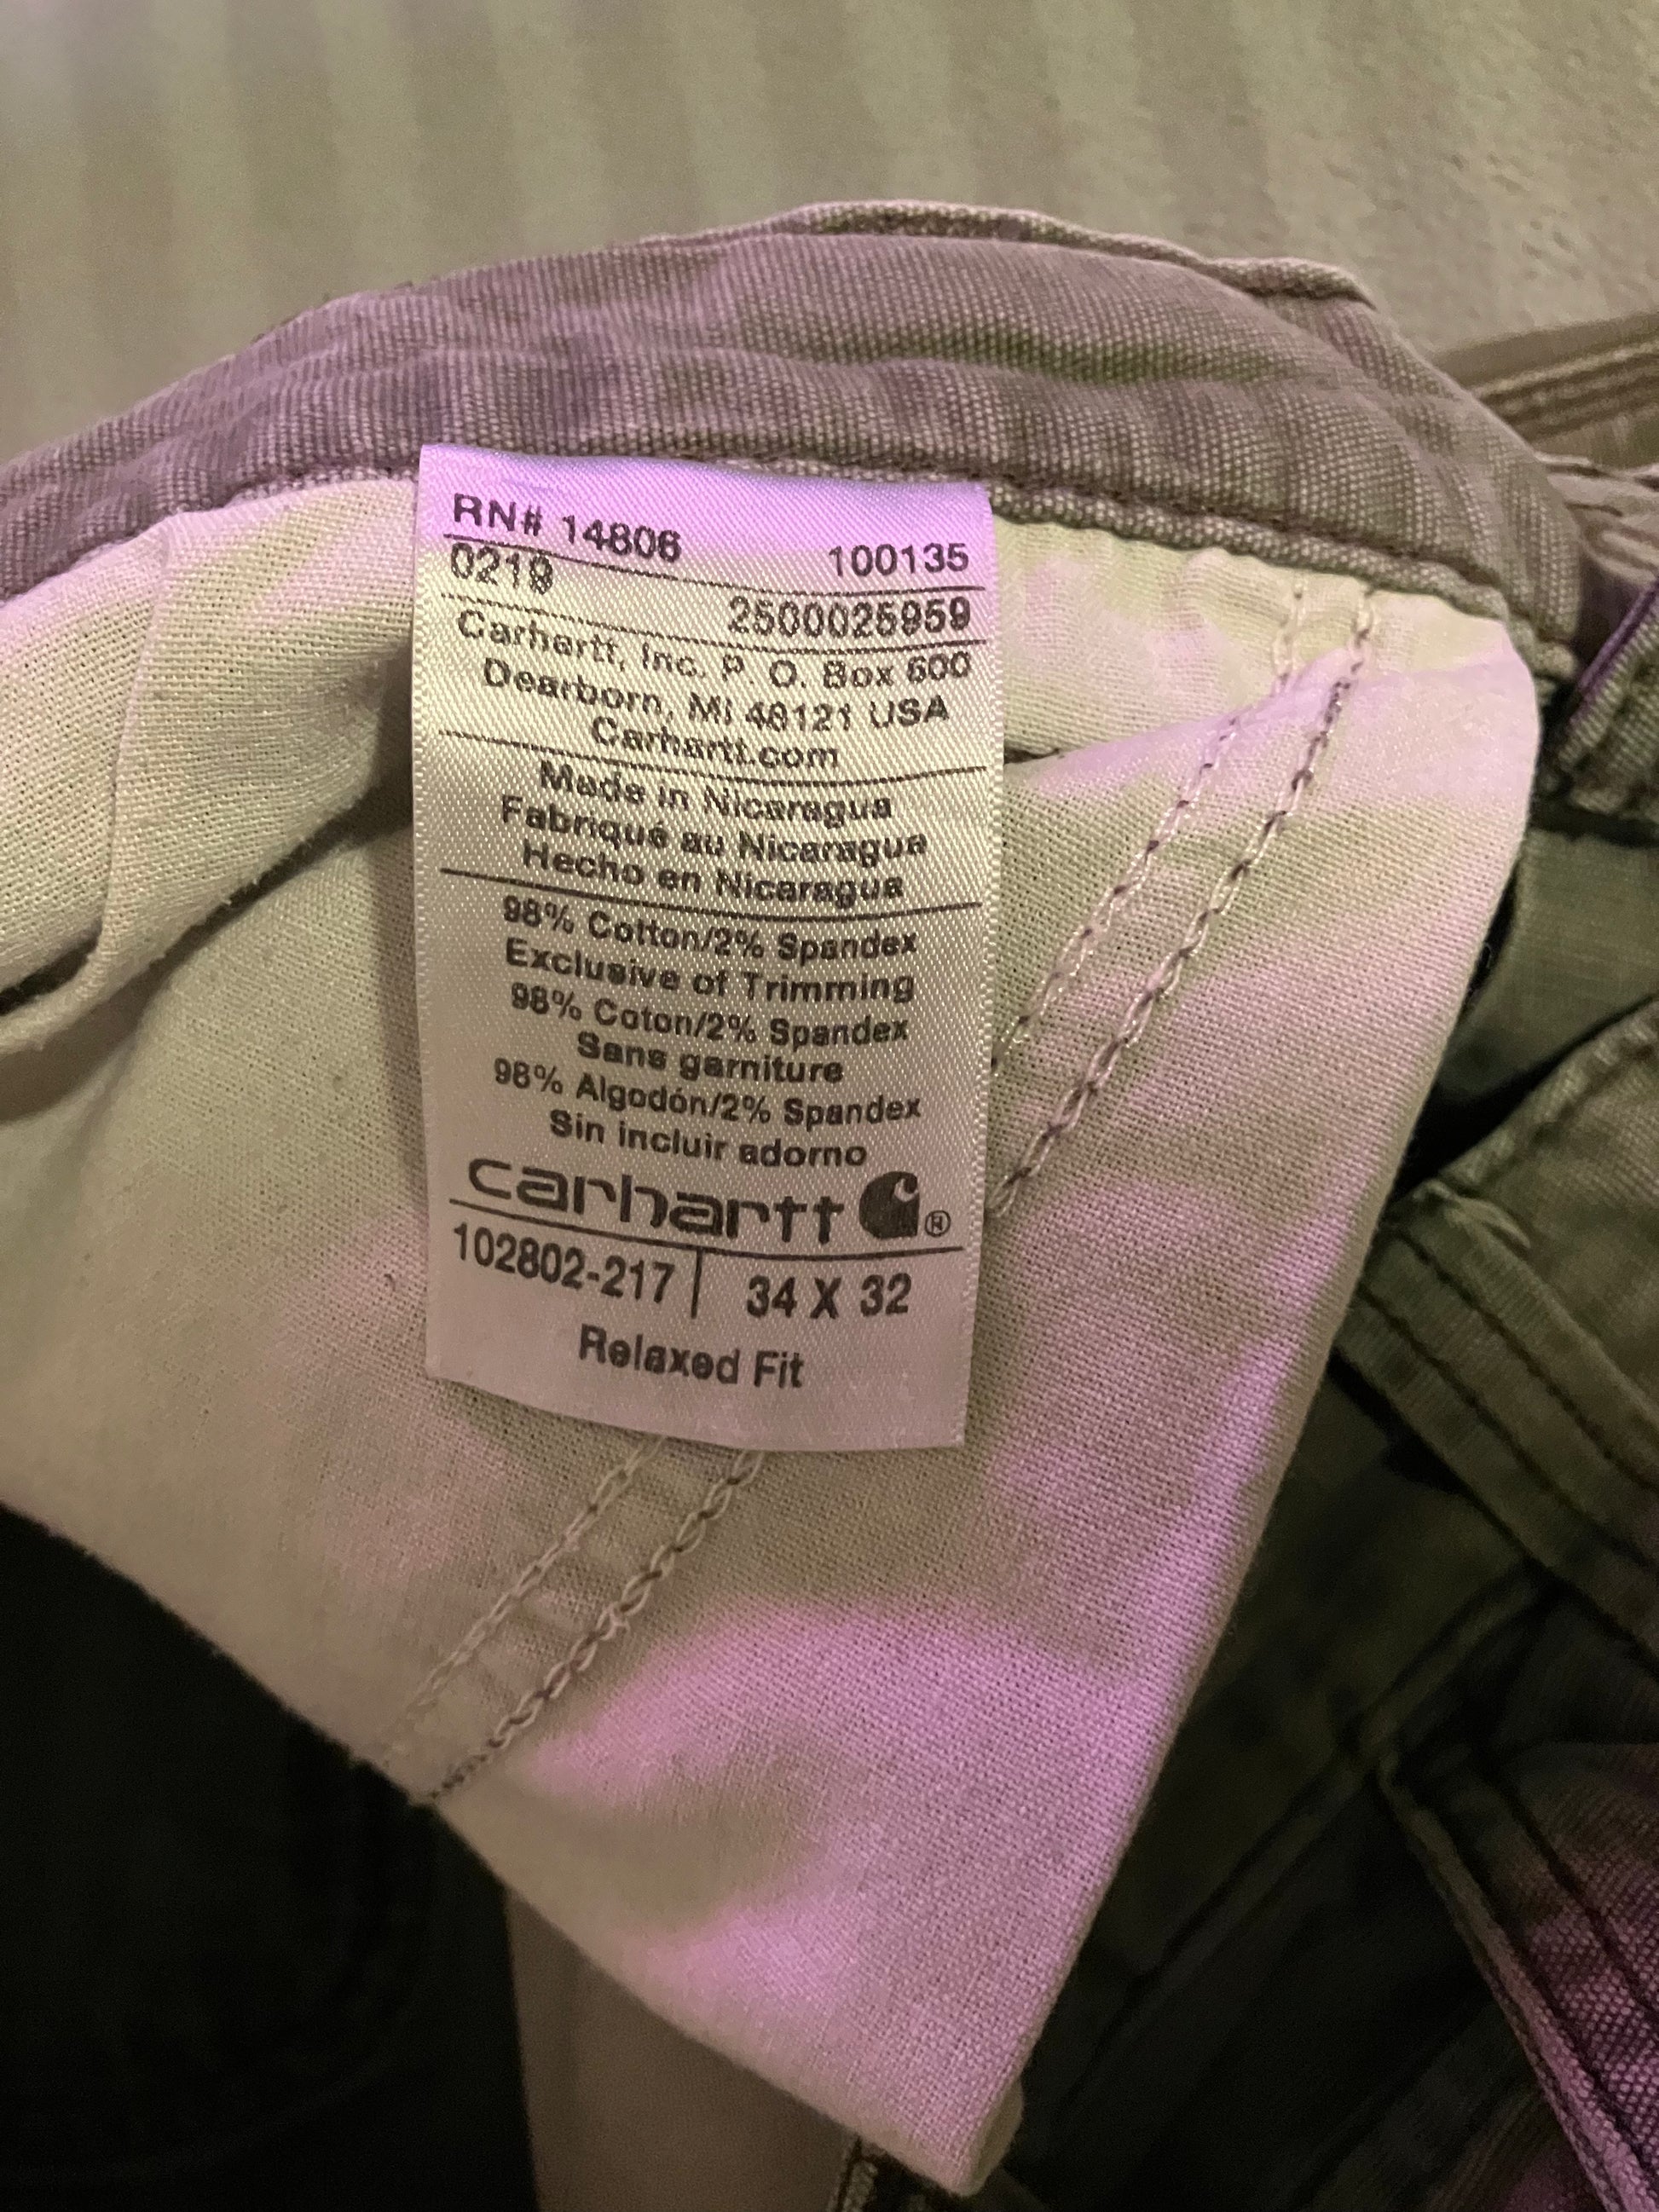 RN# 14806 100135
0219 2500025959
Carhartt, Inc. P. O. Box 600
Dearborn, MI 48121 USA
Carhartt.com
Made in Nicaragua
Fabriqué au Nicaragua
Hecho en Nicaragua
98% Cotton/2% Spandex
Exclusive of Trimming
98% Coton/2% Spandex
Sans garniture
98% Algodón/2% Spandex
Sin incluir adorno
carhartt ®
102802-217 34 X 32
Relaxed Fit